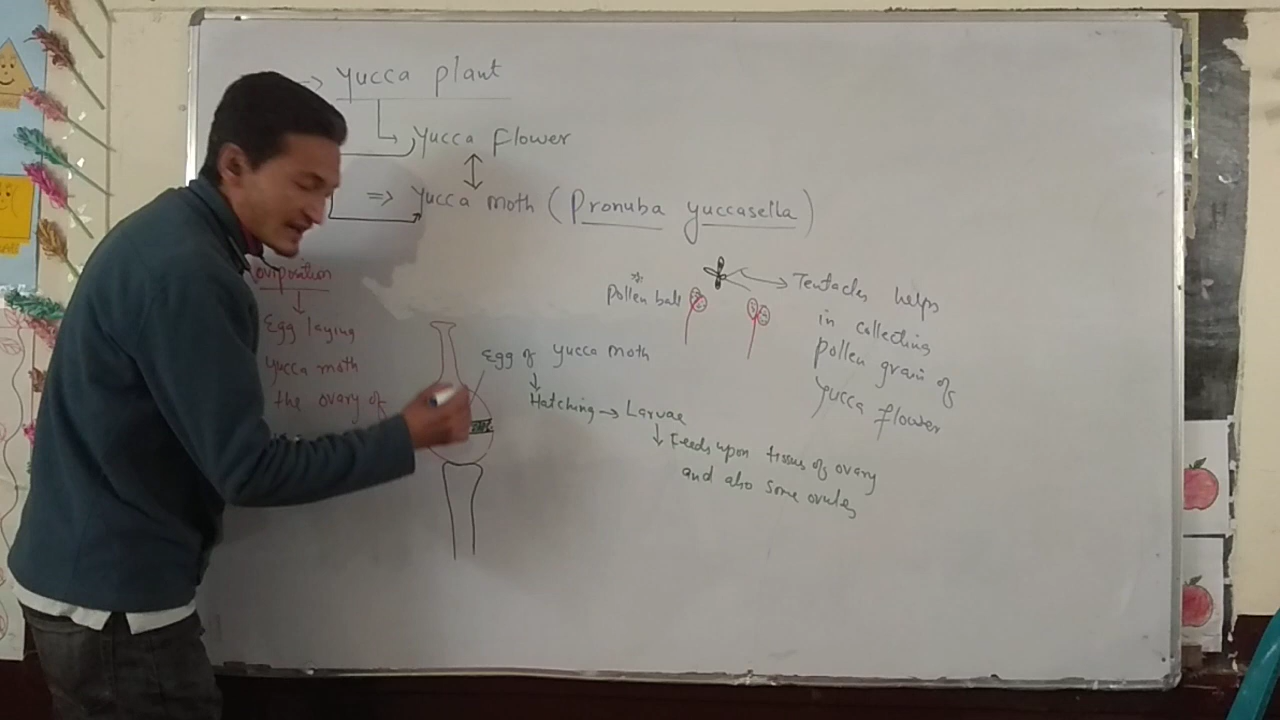 => Yucca plant
Yucca flower
=> Yucca moth (Pronuba yuccasella)
Oviposition
Egg laying
Yucca moth
the ovary of
Pollen ball
Egg of yucca moth
Hatching → Larvae
Feeds upon tissues of ovary
and also some ovules
Tentacles helps
in collecting
pollen grain of
Yucca flower